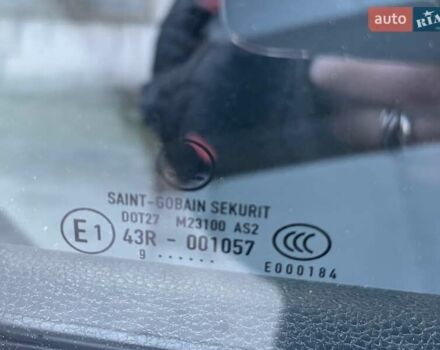 auto RIA
SAINT-GOBAIN SEKURIT
DOT27 M23100 AS2
E1 43R - 001057
9 ......
CCC
E000184